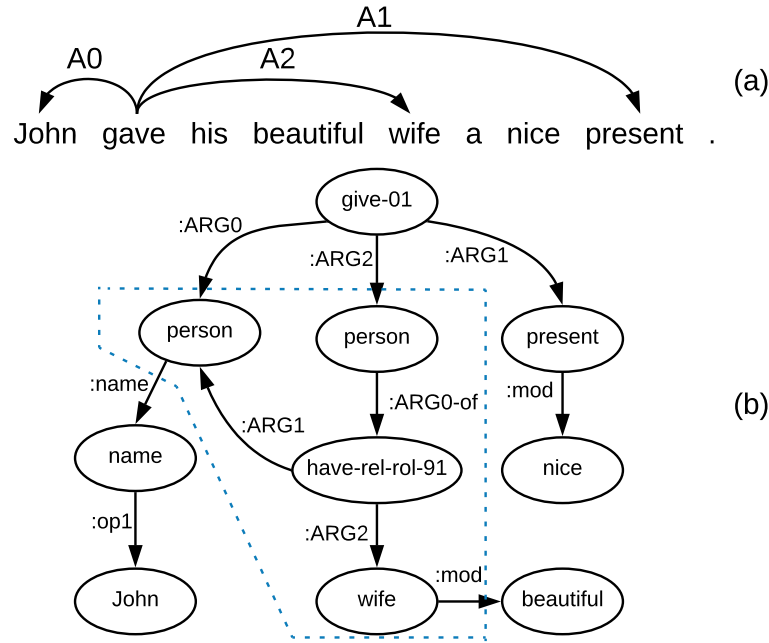 A1
A0 A2
(a)
John gave his beautiful wife a nice present .
give-01
:ARG0
:ARG2
:ARG1
person
person
present
:name
:ARG0-of
:mod
(b)
:ARG1
name
have-rel-rol-91
nice
:op1
:ARG2
:mod
John
wife
beautiful